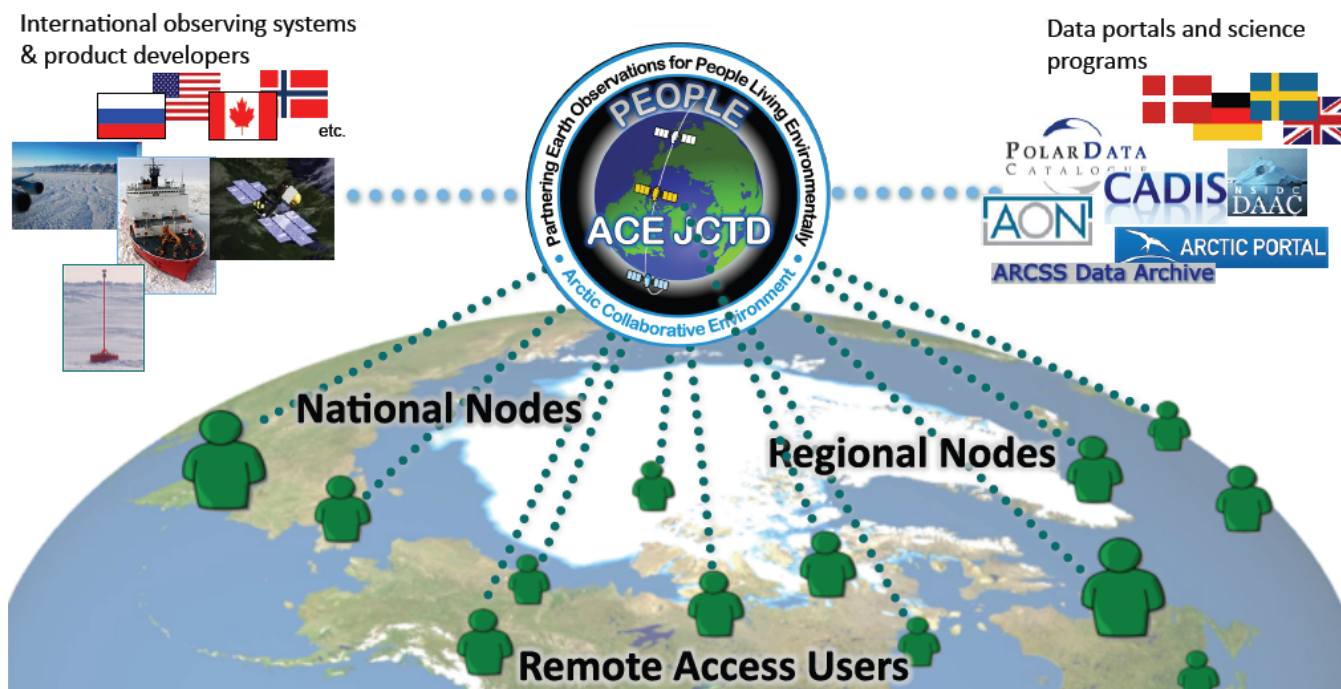 International observing systems
& product developers
etc.
Data portals and science
programs
Partnering Earth Observations for People Living Environmentally
PEOPLE
ACE JCTD
• Arctic Collaborative Environment •
POLAR DATA
CATALOGUE
CADIS
NSIDC
DAAC
AON
ARCTIC PORTAL
ARCSS Data Archive
National Nodes
Regional Nodes
Remote Access Users